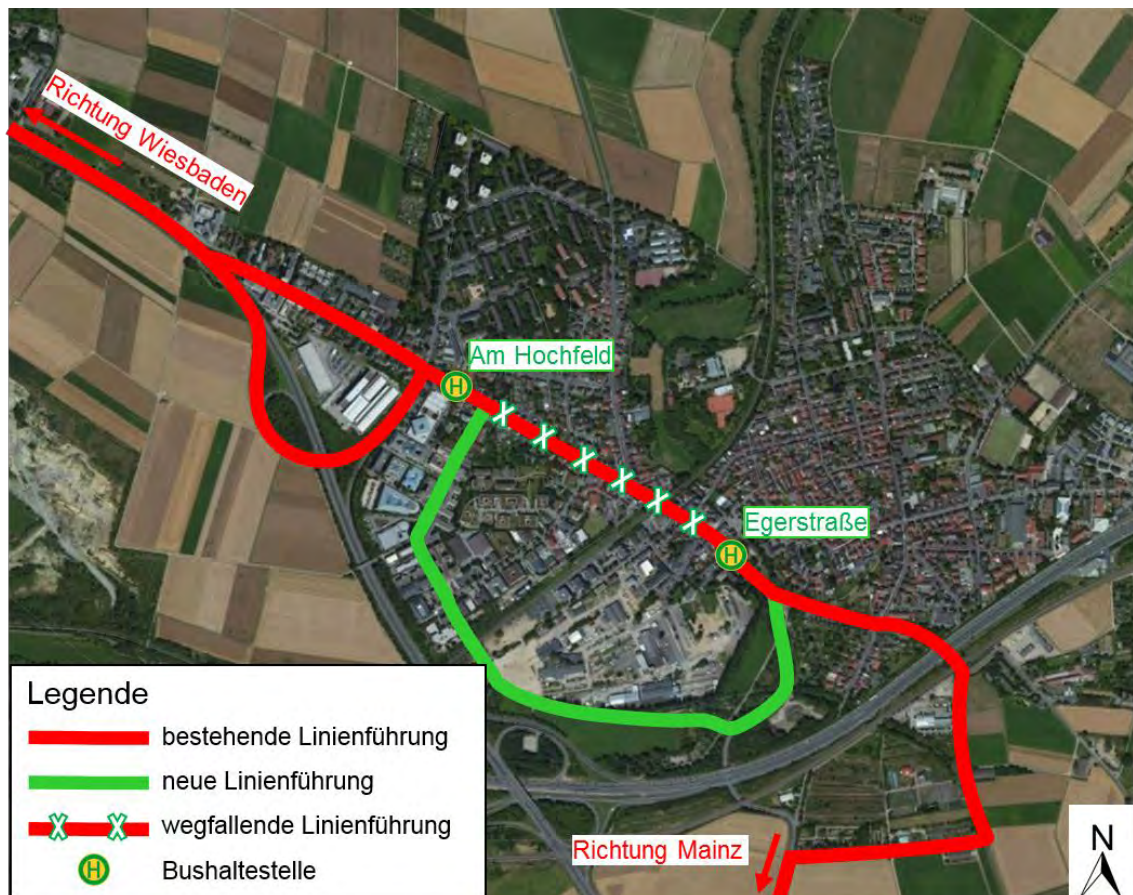 Richtung Wiesbaden
Am Hochfeld
H
Egerstraße
H
Legende
bestehende Linienführung
neue Linienführung
wegfallende Linienführung
H
Bushaltestelle
Richtung Mainz
N